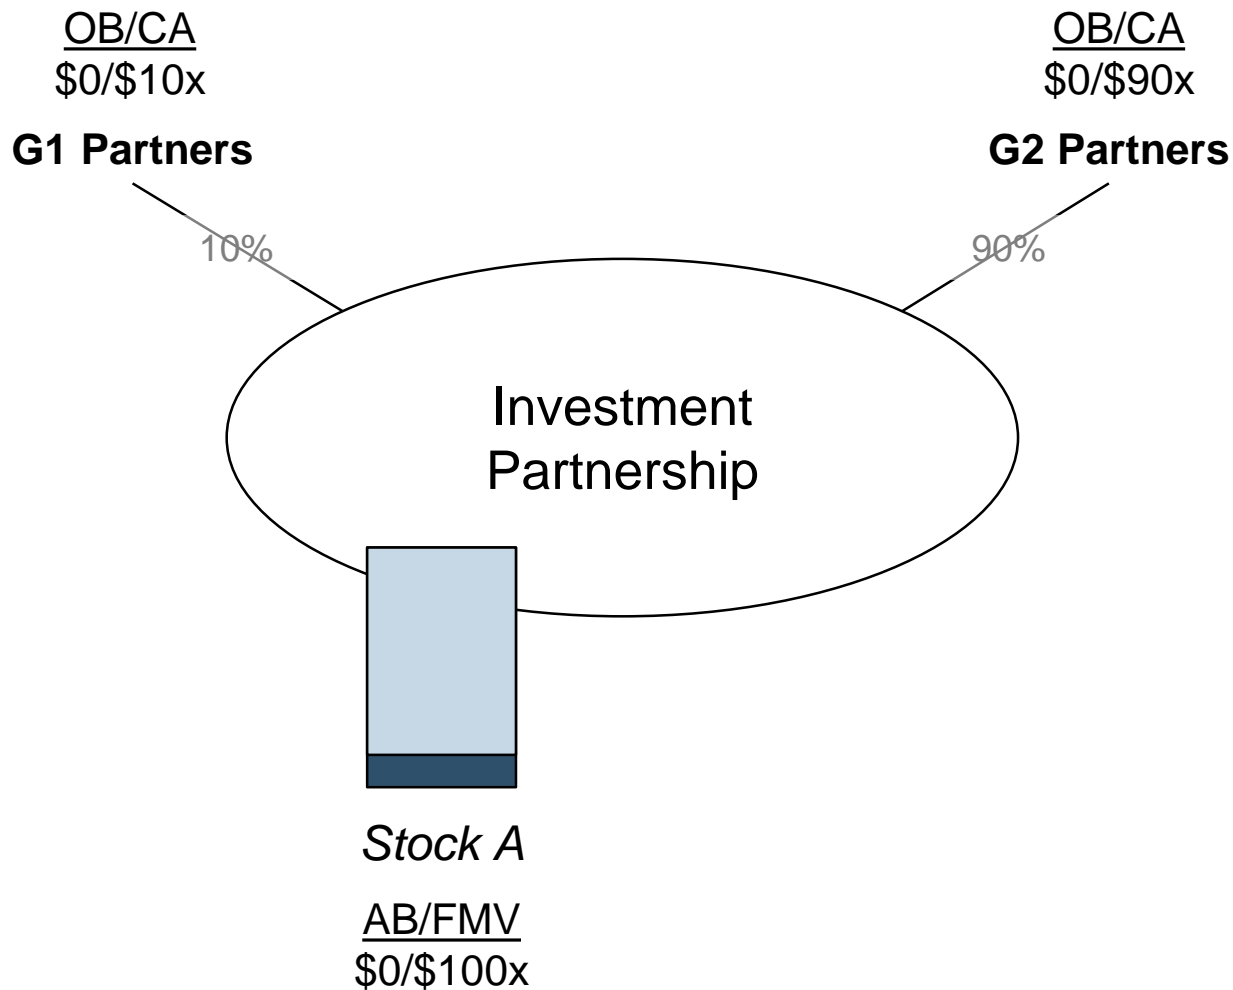 OB/CA
$0/$10x
G1 Partners
OB/CA
$0/$90x
G2 Partners
10%
90%
Investment
Partnership
Stock A
AB/FMV
$0/$100x